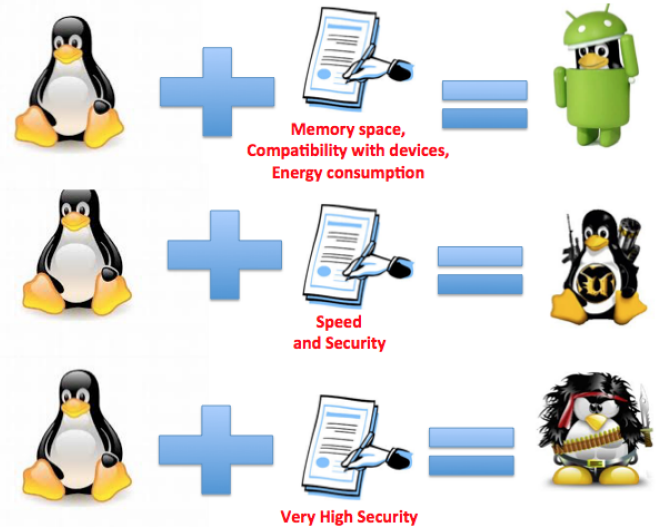 Memory space,
Compatibility with devices,
Energy consumption
Speed
and Security
Very High Security